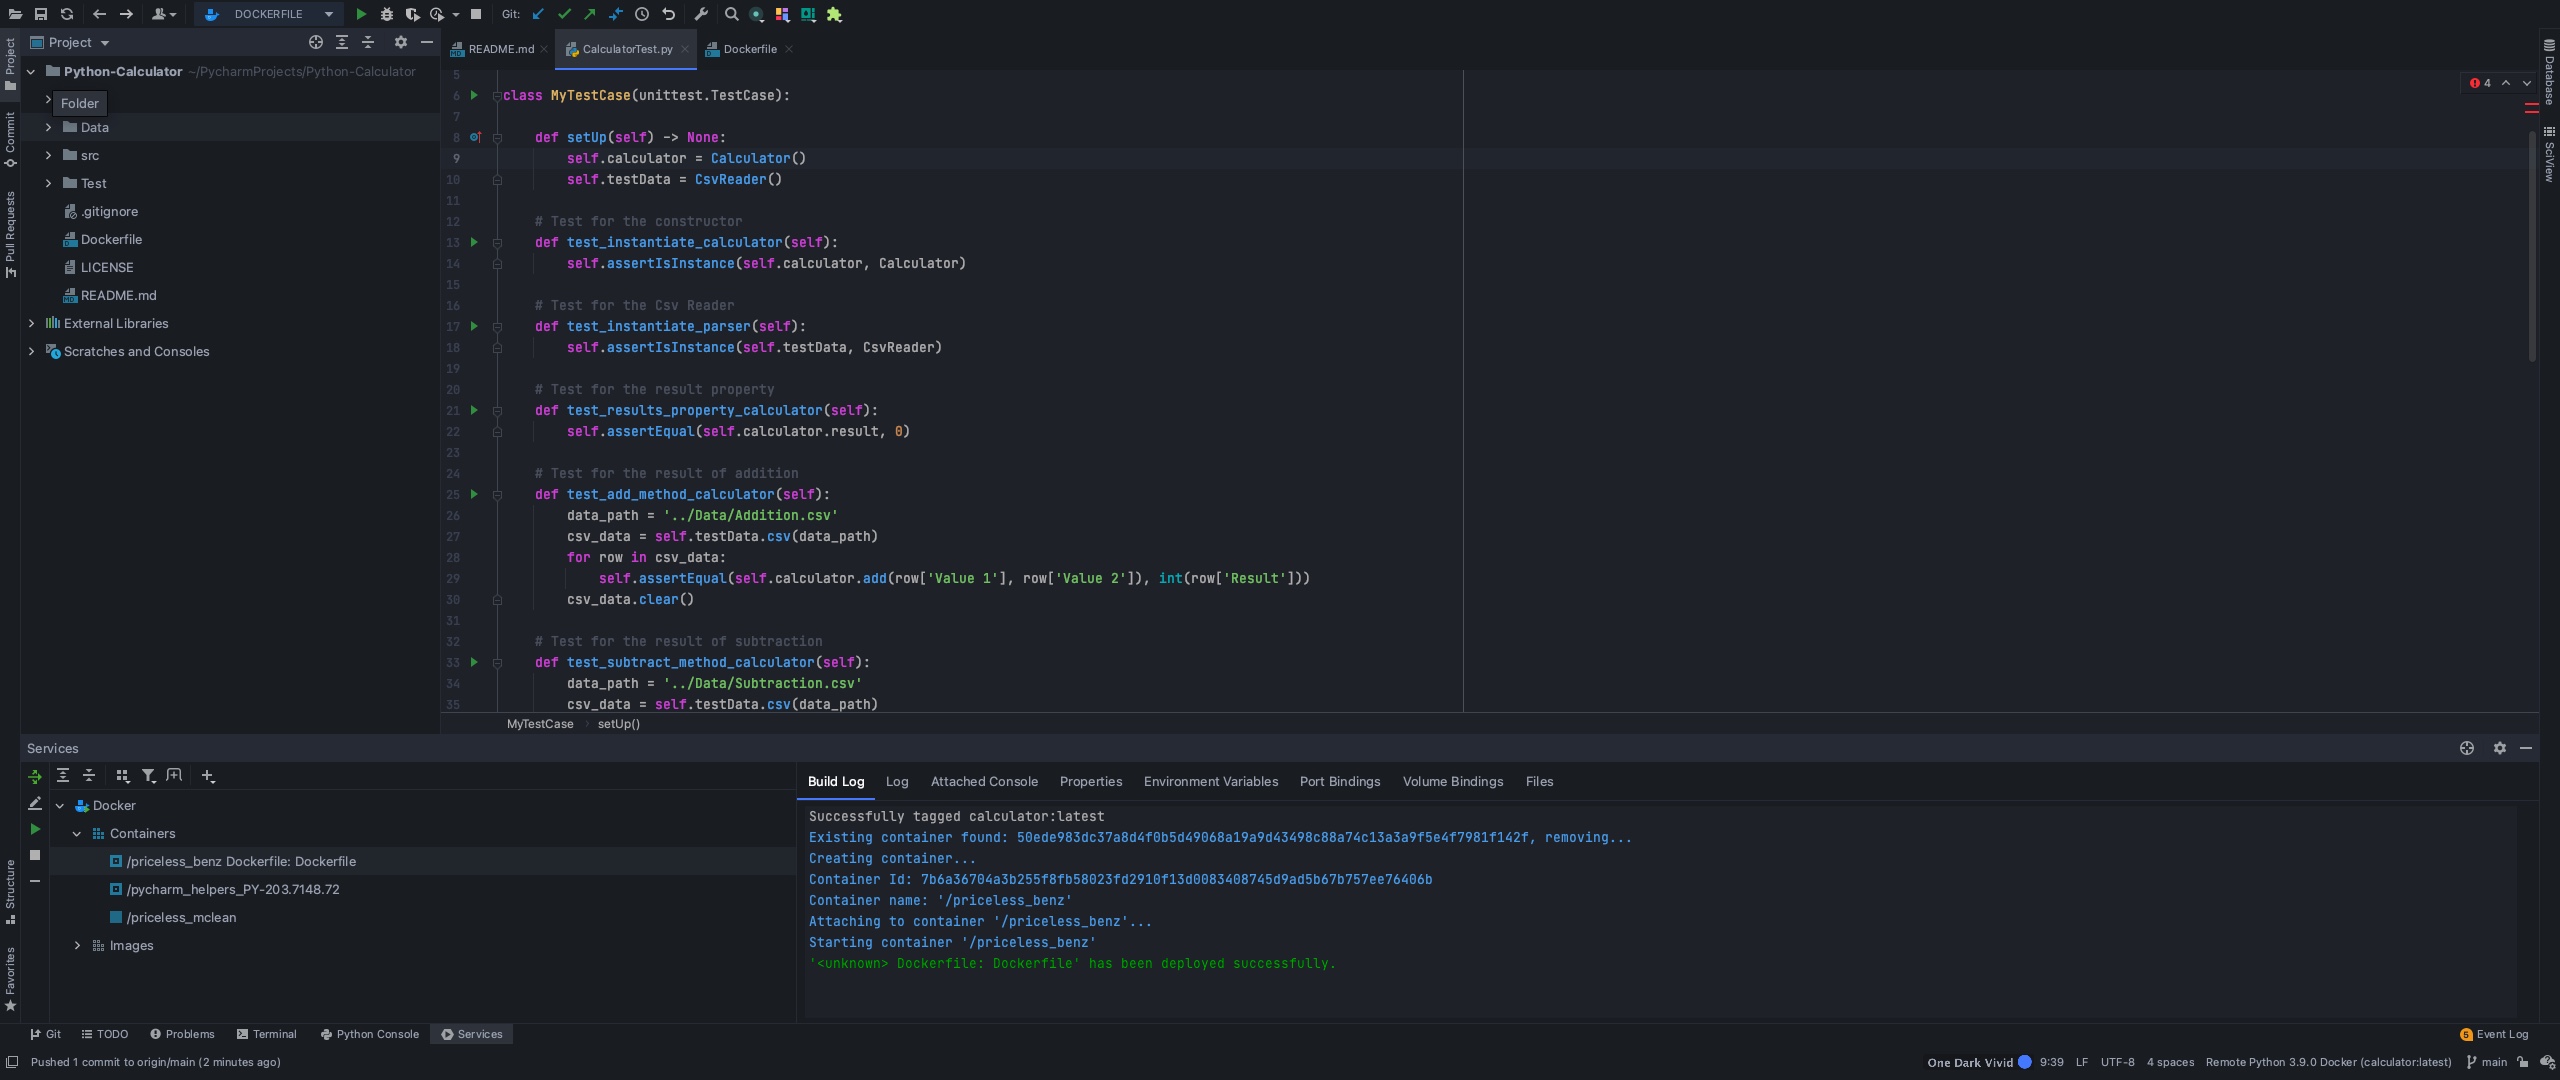 DOCKERFILE
Git:
Project
README.md
CalculatorTest.py
Dockerfile
Project
Commit
Pull Requests
Structure
Favorites
Python-Calculator ~/PycharmProjects/Python-Calculator
Folder
Data
src
Test
.gitignore
Dockerfile
LICENSE
README.md
External Libraries
Scratches and Consoles
4
Database
SciView
5
6 class MyTestCase(unittest.TestCase):
7
8 def setUp(self) -> None:
9 self.calculator = Calculator()
10 self.testData = CsvReader()
11
12 # Test for the constructor
13 def test_instantiate_calculator(self):
14 self.assertIsInstance(self.calculator, Calculator)
15
16 # Test for the Csv Reader
17 def test_instantiate_parser(self):
18 self.assertIsInstance(self.testData, CsvReader)
19
20 # Test for the result property
21 def test_results_property_calculator(self):
22 self.assertEqual(self.calculator.result, 0)
23
24 # Test for the result of addition
25 def test_add_method_calculator(self):
26 data_path = '../Data/Addition.csv'
27 csv_data = self.testData.csv(data_path)
28 for row in csv_data:
29 self.assertEqual(self.calculator.add(row['Value 1'], row['Value 2']), int(row['Result']))
30 csv_data.clear()
31
32 # Test for the result of subtraction
33 def test_subtract_method_calculator(self):
34 data_path = '../Data/Subtraction.csv'
35 csv_data = self.testData.csv(data_path)
MyTestCase setUp()
Services
Docker
Containers
/priceless_benz Dockerfile: Dockerfile
/pycharm_helpers_PY-203.7148.72
/priceless_mclean
Images
Build Log Log Attached Console Properties Environment Variables Port Bindings Volume Bindings Files
Successfully tagged calculator:latest
Existing container found: 50ede983dc37a8d4f0b5d49068a19a9d43498c88a74c13a3a9f5e4f7981f142f, removing...
Creating container...
Container Id: 7b6a36704a3b255f8fb58023fd2910f13d0083408745d9ad5b67b757ee76406b
Container name: '/priceless_benz'
Attaching to container '/priceless_benz'...
Starting container '/priceless_benz'
'<unknown> Dockerfile: Dockerfile' has been deployed successfully.
Git TODO Problems Terminal Python Console Services
5 Event Log
Pushed 1 commit to origin/main (2 minutes ago)
One Dark Vivid 9:39 LF UTF-8 4 spaces Remote Python 3.9.0 Docker (calculator:latest) main